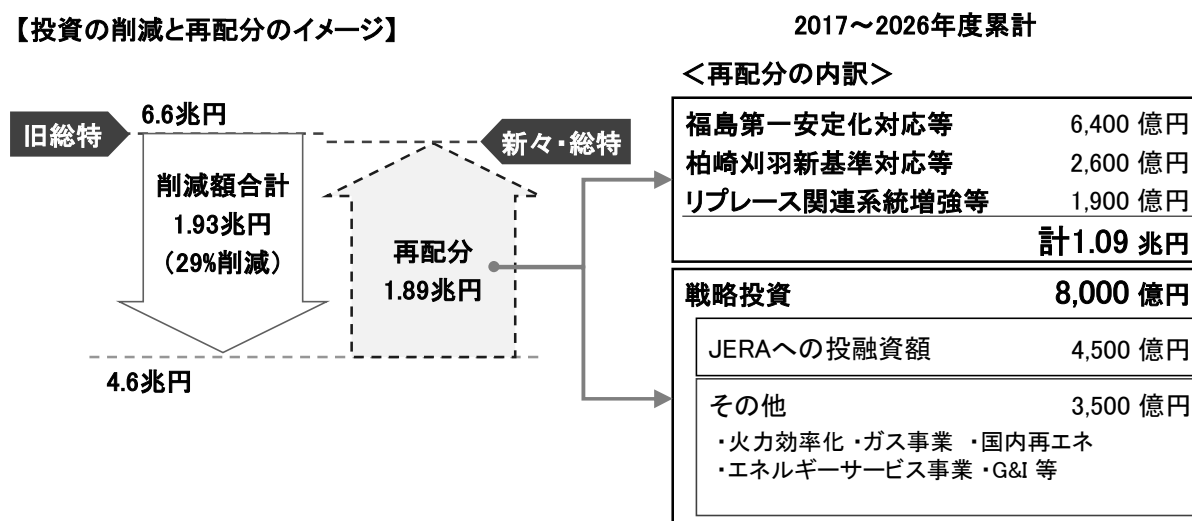 【投資の削減と再配分のイメージ】
2017～2026年度累計
＜再配分の内訳＞
旧総特
6.6兆円
削減額合計
1.93兆円
（29%削減）
4.6兆円
新々・総特
再配分
1.89兆円
福島第一安定化対応等 6,400 億円
柏崎刈羽新基準対応等 2,600 億円
リプレース関連系統増強等 1,900 億円
計1.09 兆円
戦略投資 8,000 億円
JERAへの投融資額 4,500 億円
その他 3,500 億円
・火力効率化 ・ガス事業 ・国内再エネ
・エネルギーサービス事業 ・G&I 等